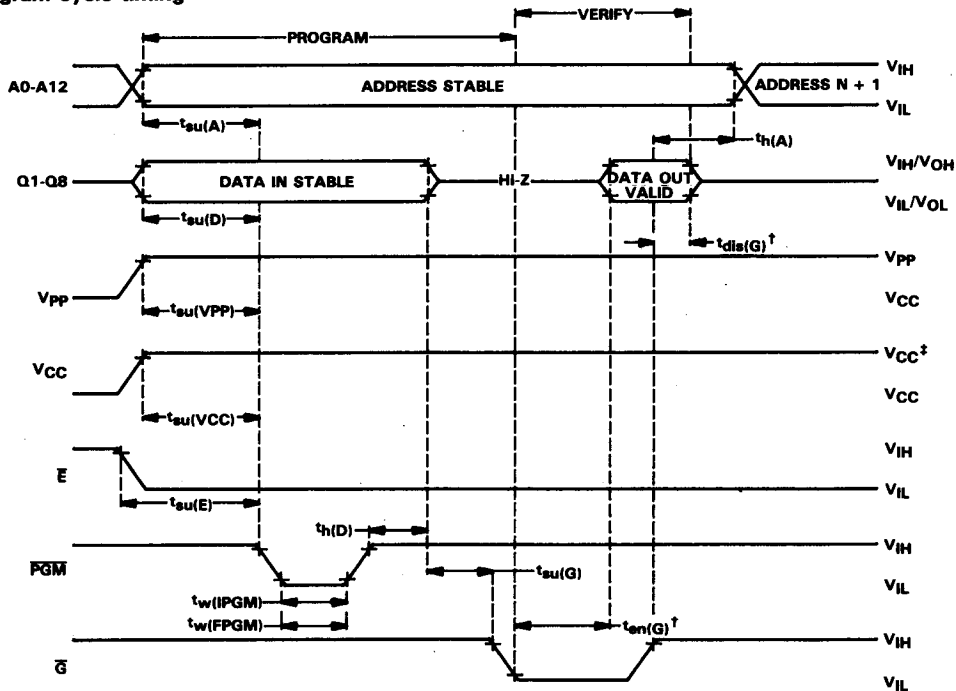 gram cycle timing
VERIFY
PROGRAM
A0-A12
ADDRESS STABLE
ADDRESS N + 1
VIH
VIL
tsu(A)
th(A)
Q1-Q8
DATA IN STABLE
HI-Z
DATA OUT
VALID
VIH/VOH
VIL/VOL
tsu(D)
tdis(G)†
VPP
VPP
tsu(VPP)
VCC
VCC
VCC‡
tsu(VCC)
VCC
E̅
VIH
tsu(E)
VIL
th(D)
P̅G̅M̅
VIH
tsu(G)
VIL
tw(IPGM)
tw(FPGM)
ten(G)†
G̅
VIH
VIL